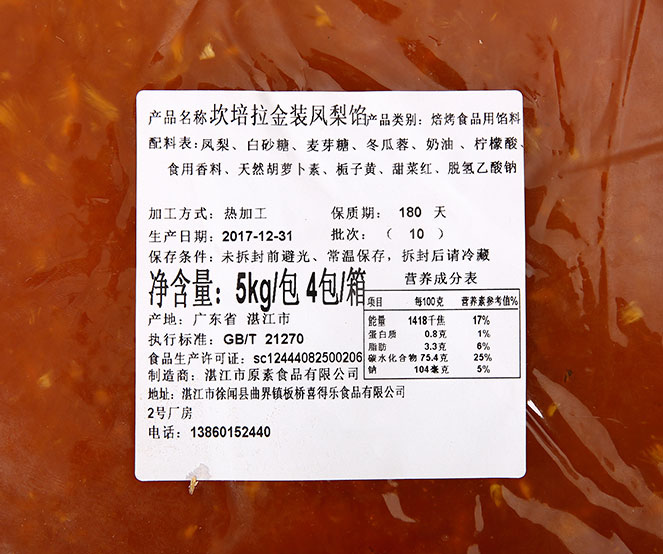 产品名称坎培拉金装凤梨馅产品类别：焙烤食品用馅料
配料表：凤梨、白砂糖、麦芽糖、冬瓜蓉、奶油 、柠檬酸、
食用香料、天然胡萝卜素、栀子黄、甜菜红、脱氢乙酸钠
加工方式：热加工 保质期：180 天
生产日期：2017-12-31 批次：（ 10 ）
保存条件：未拆封前避光、常温保存，拆封后请冷藏
净含量：5kg/包 4包/箱
营养成分表
项目 每100克 营养素参考值%
能量 1418千焦 17%
蛋白质 0.8克 1%
脂肪 3.3克 6%
碳水化合物 75.4克 25%
钠 104毫克 5%
产地：广东省 湛江市
执行标准：GB/T 21270
食品生产许可证：sc12444082500206
制造商：湛江市原素食品有限公司
地址：湛江市徐闻县曲界镇板桥喜得乐食品有限公司
2号厂房
电话：13860152440